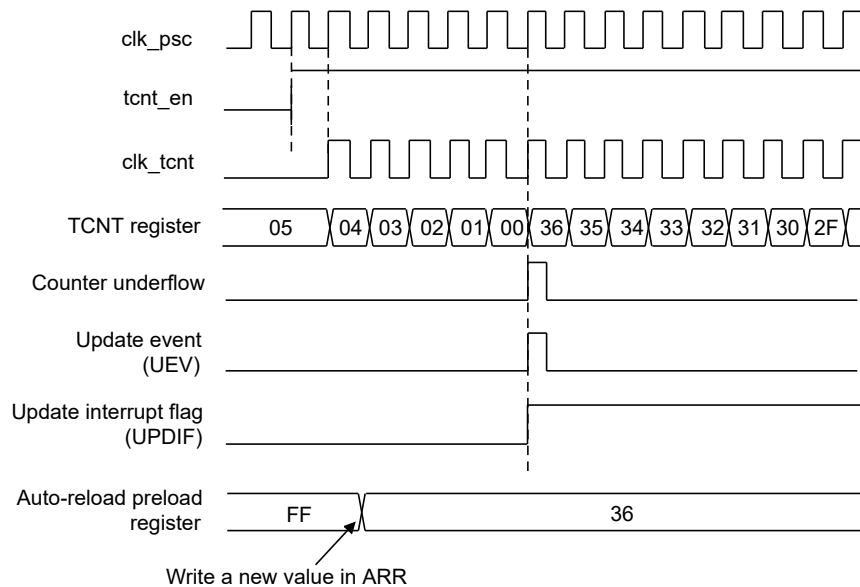 clk_psc
tcnt_en
clk_tcnt
TCNT register 05 04 03 02 01 00 36 35 34 33 32 31 30 2F
Counter underflow
Update event
(UEV)
Update interrupt flag
(UPDIF)
Auto-reload preload
register
FF 36
Write a new value in ARR